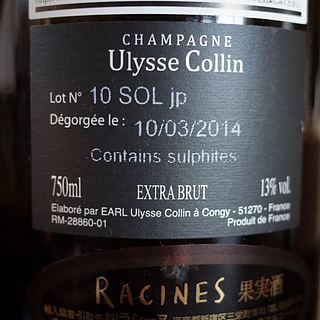 CHAMPAGNE
Ulysse Collin
Lot N° 10 SOL jp
Dégorgée le : 10/03/2014
Contains sulphites
750ml EXTRA BRUT 13% vol.
Elaboré par EARL Ulysse Collin à Congy - 51270 - France
RM-28860-01 Produit de France
RACINES 果実酒